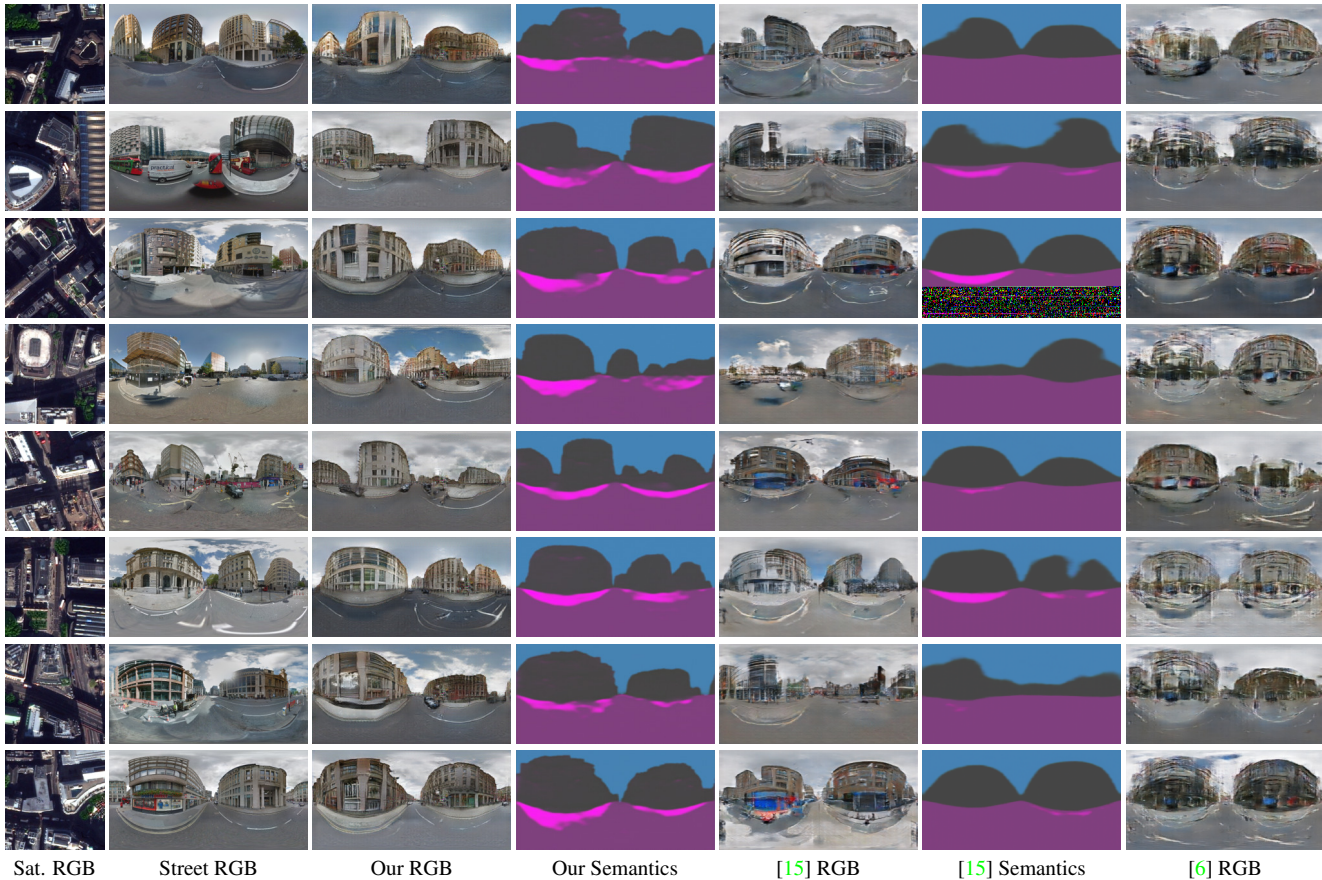 Sat. RGB
Street RGB
Our RGB
Our Semantics
[15] RGB
[15] Semantics
[6] RGB